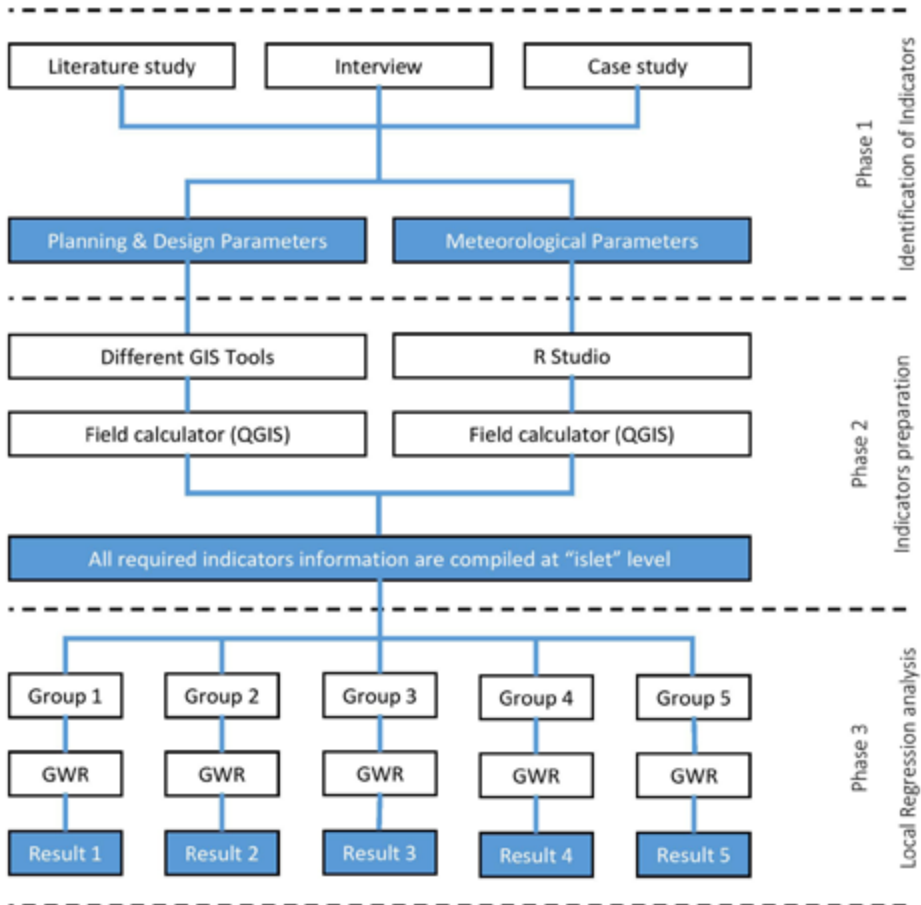 Literature study
Interview
Case study
Phase 1
Identification of Indicators
Planning & Design Parameters
Meteorological Parameters
Different GIS Tools
R Studio
Field calculator (QGIS)
Field calculator (QGIS)
Phase 2
Indicators preparation
All required indicators information are compiled at “islet” level
Group 1
Group 2
Group 3
Group 4
Group 5
GWR
GWR
GWR
GWR
GWR
Phase 3
Local Regression analysis
Result 1
Result 2
Result 3
Result 4
Result 5